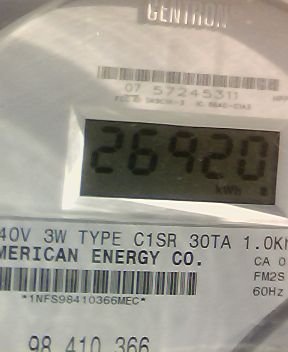 CENTRON
07 57245311
26920
kWh
40V 3W TYPE C1SR 30TA 1.0K
MERICAN ENERGY CO.
CA 0
FM2S
60Hz
*1NFS98410366MEC*
98 410 366